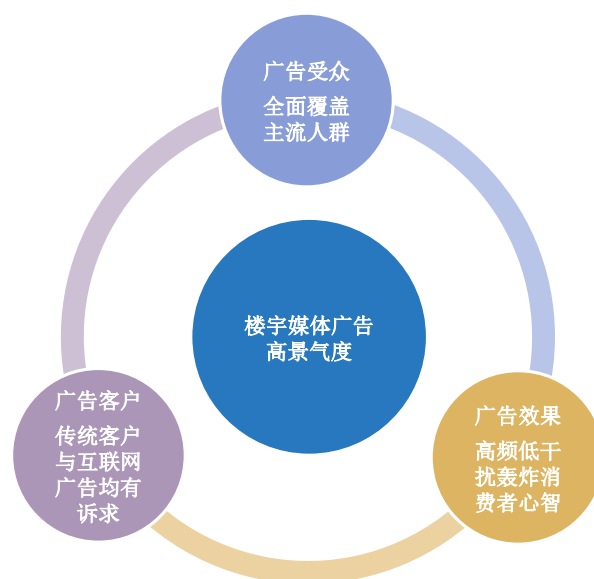 广告受众
全面覆盖
主流人群
楼宇媒体广告
高景气度
广告客户
传统客户
与互联网
广告均有
诉求
广告效果
高频低干
扰轰炸消
费者心智